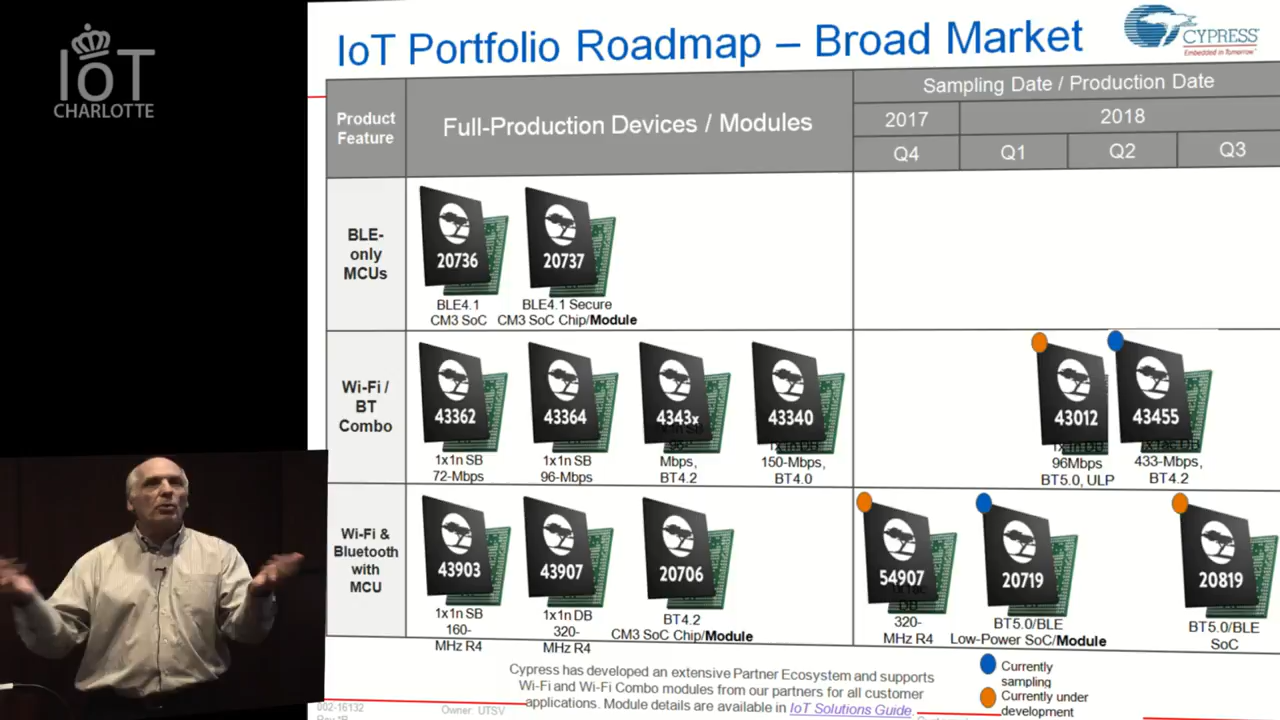 IoT
CHARLOTTE
IoT Portfolio Roadmap – Broad Market
CYPRESS
Embedded in Tomorrow™
Product
Feature
Full-Production Devices / Modules
Sampling Date / Production Date
2017
2018
Q4
Q1
Q2
Q3
BLE-
only
MCUs
20736
20737
BLE4.1
CM3 SoC
BLE4.1 Secure
CM3 SoC Chip/Module
Wi-Fi /
BT
Combo
43362
43364
4343x
43340
43012
43455
1x1n SB
72-Mbps
1x1n SB
96-Mbps
Mbps,
BT4.2
150-Mbps,
BT4.0
96Mbps
BT5.0, ULP
433-Mbps,
BT4.2
Wi-Fi &
Bluetooth
with
MCU
43903
43907
20706
54907
20719
20819
1x1n SB
160-
MHz R4
1x1n DB
320-
MHz R4
BT4.2
CM3 SoC Chip/Module
320-
MHz R4
BT5.0/BLE
Low-Power SoC/Module
BT5.0/BLE
SoC
Cypress has developed an extensive Partner Ecosystem and supports
Wi-Fi and Wi-Fi Combo modules from our partners for all customer
applications. Module details are available in IoT Solutions Guide.
Currently
sampling
Currently under
development
002-16132
Owner: UTSV